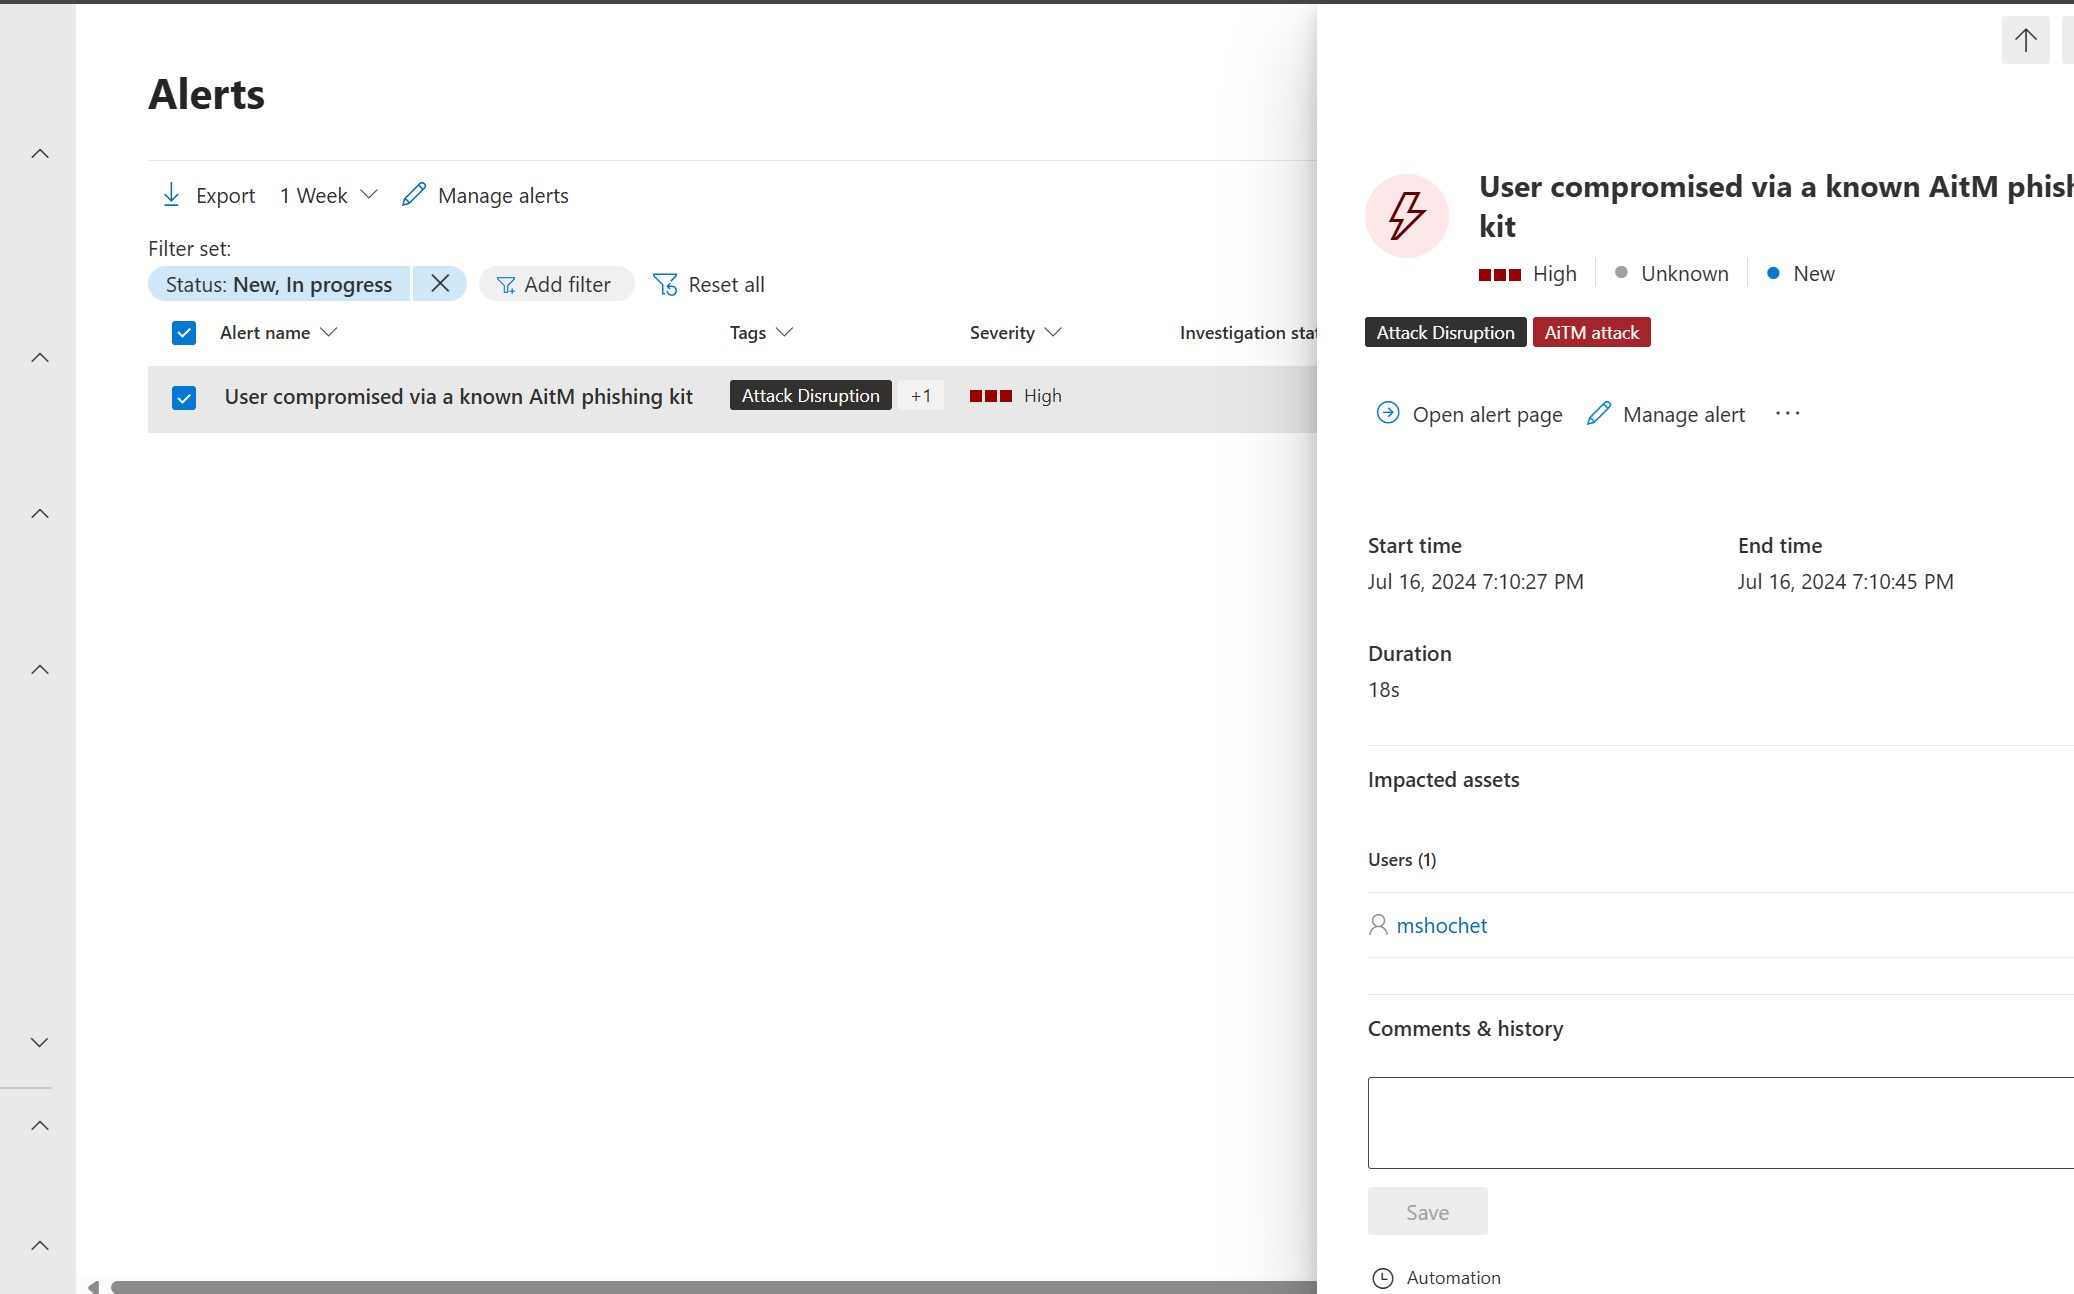 Alerts
Export 1 Week Manage alerts
Filter set:
Status: New, In progress Add filter Reset all
Alert name Tags Severity Investigation
User compromised via a known AitM phishing kit Attack Disruption +1 High
User compromised via a known AitM
kit
High Unknown New
Attack Disruption AiTM attack
Open alert page Manage alert ...
Start time End time
Jul 16, 2024 7:10:27 PM Jul 16, 2024 7:10:45 PM
Duration
18s
Impacted assets
Users (1)
mshochet
Comments & history
Save
Automation